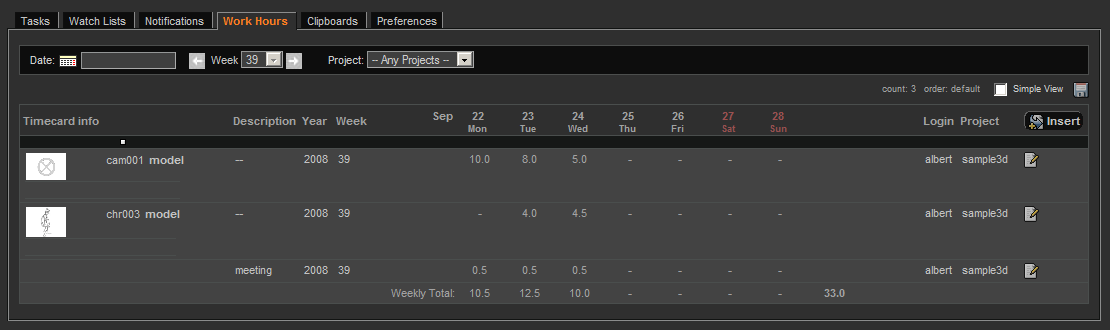 Tasks Watch Lists Notifications Work Hours Clipboards Preferences
Date: Week 39 Project: -- Any Projects --
count: 3 order: default Simple View
Timecard info Description Year Week Sep 22 23 24 25 26 27 28 Login Project Insert
Mon Tue Wed Thu Fri Sat Sun
cam001 model -- 2008 39 10.0 8.0 5.0 - - - - albert sample3d
chr003 model -- 2008 39 - 4.0 4.5 - - - - albert sample3d
meeting 2008 39 0.5 0.5 0.5 - - - - albert sample3d
Weekly Total: 10.5 12.5 10.0 - - - - 33.0